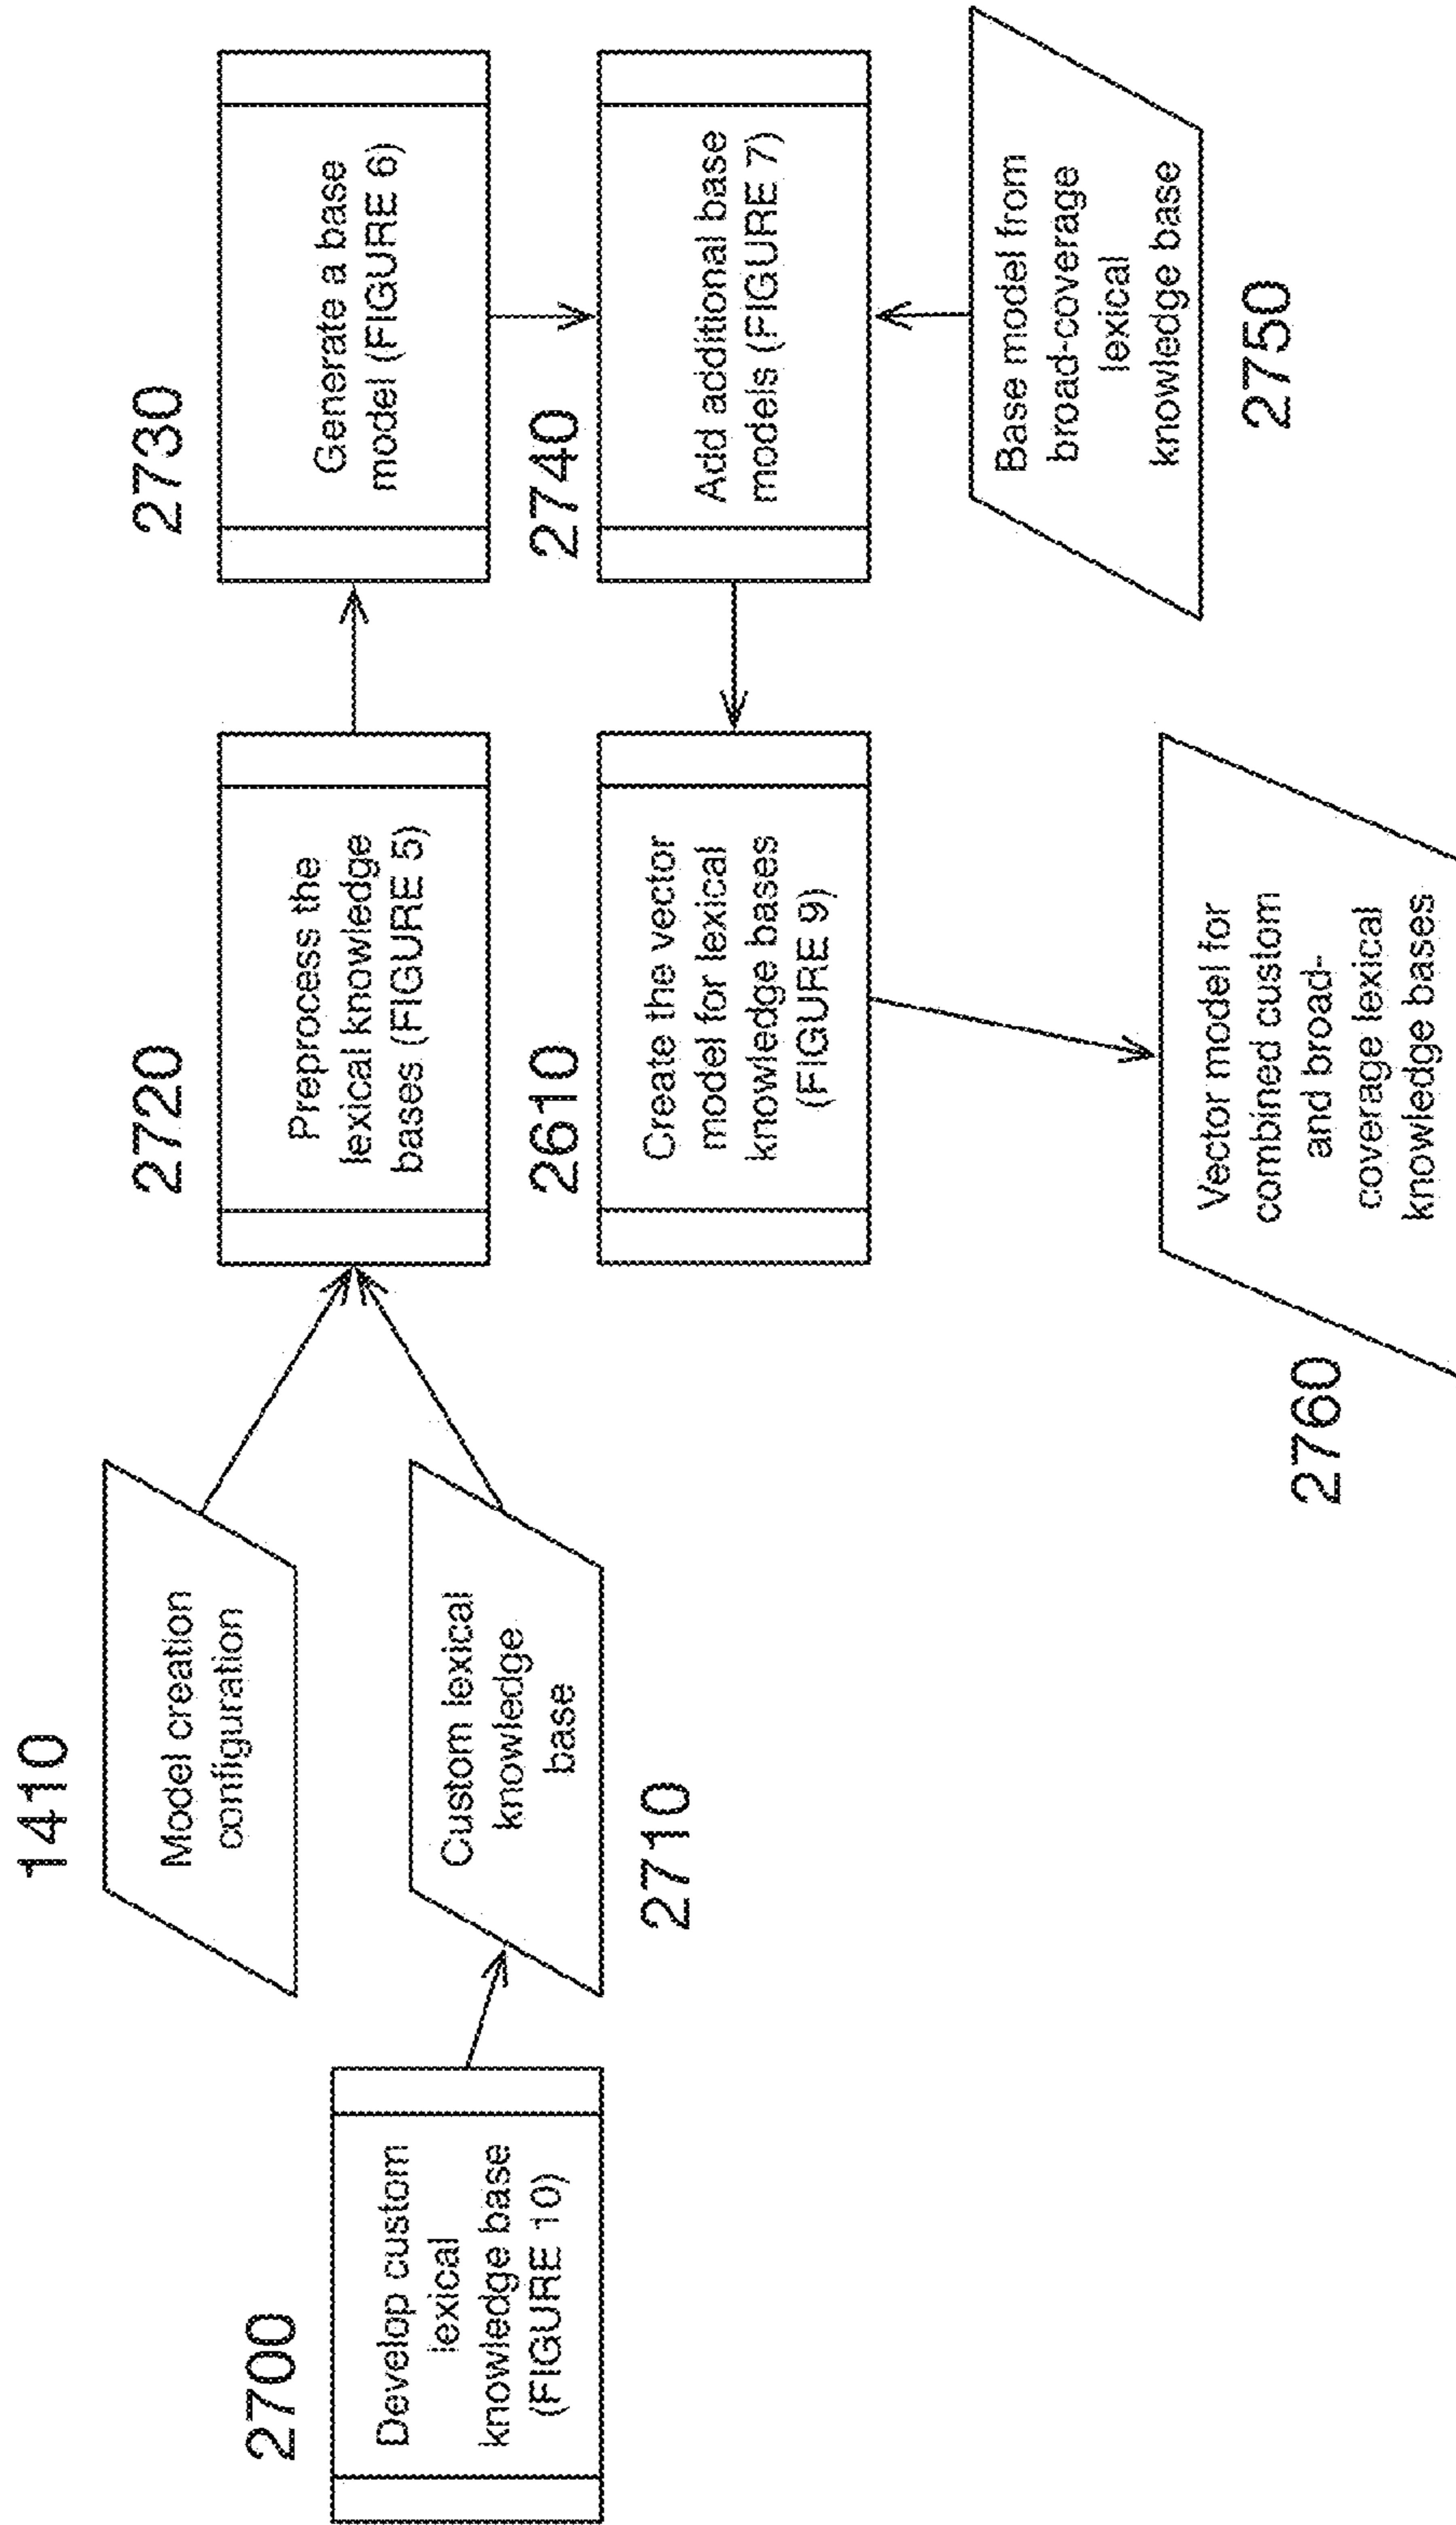 1410
Model creation
configuration
2700
Develop custom
lexical
knowledge base
(FIGURE 10)
Custom lexical
knowledge
base
2710
2720
Preprocess the
lexical knowledge
bases (FIGURE 5)
2730
Generate a base
model (FIGURE 6)
2610
Create the vector
model for lexical
knowledge bases
(FIGURE 9)
2740
Add additional base
models (FIGURE 7)
Base model from
broad-coverage
lexical
knowledge base
2750
2760
Vector model for
combined custom
and broad-
coverage lexical
knowledge bases